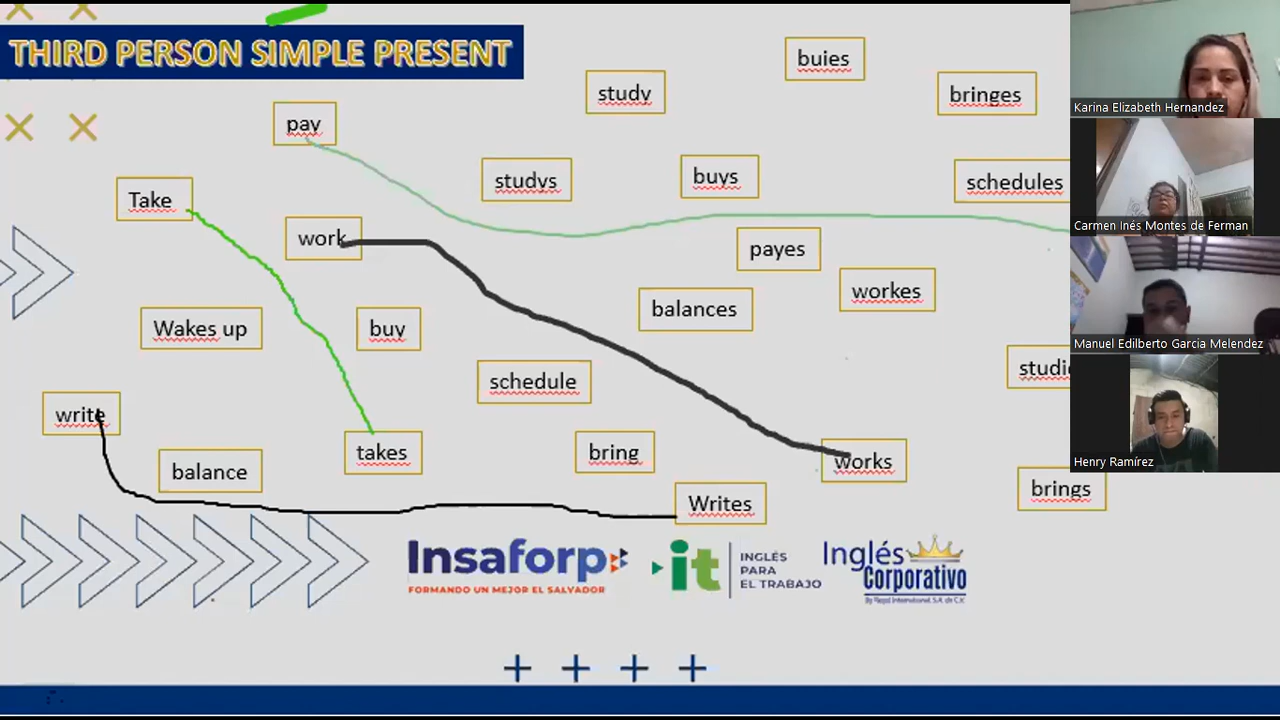 THIRD PERSON SIMPLE PRESENT
buies
study
bringes
Karina Elizabeth Hernandez
pay
studys
buys
schedules
Take
Carmen Inés Montes de Ferman
work
payes
workes
balances
Wakes up
buy
Manuel Edilberto Garcia Melendez
studie
schedule
write
takes
bring
works
Henry Ramírez
balance
brings
Writes
Insaforp
FORMANDO UN MEJOR EL SALVADOR
it
INGLÉS
PARA
EL TRABAJO
Inglés
Corporativo